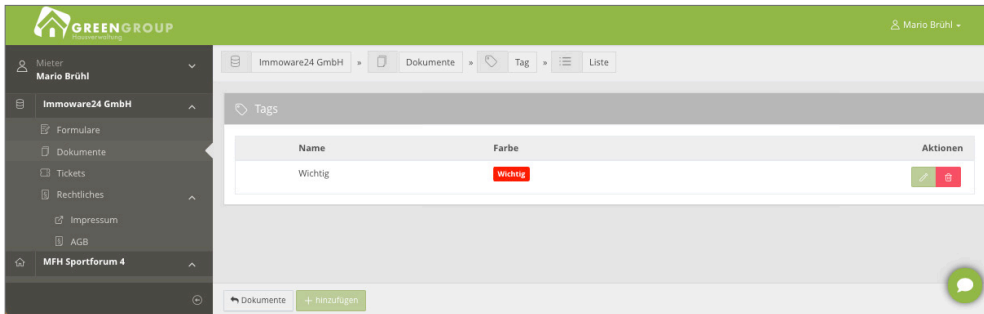 GREENGROUP
Hausverwaltung
Mario Brühl
Mieter
Mario Brühl
Immoware24 GmbH
Formulare
Dokumente
Tickets
Rechtliches
Impressum
AGB
MFH Sportforum 4
Immoware24 GmbH » Dokumente » Tag » Liste
Tags
Name Farbe Aktionen
Wichtig Wichtig
Dokumente + hinzufügen